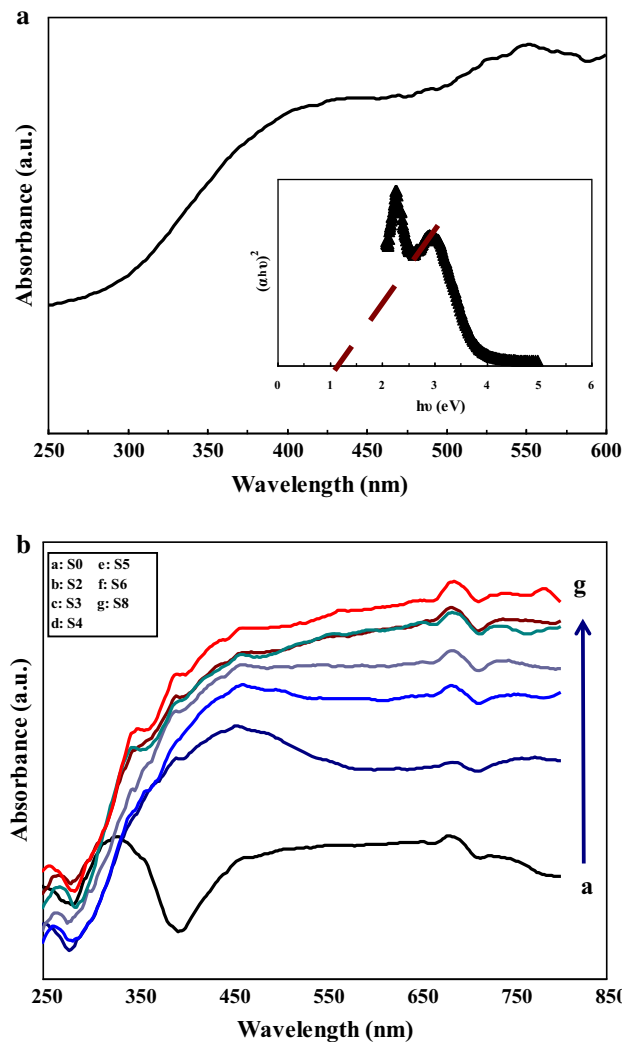 a
Absorbance (a.u.)
(αhυ)²
0 1 2 3 4 5 6
hυ (eV)
250 300 350 400 450 500 550 600
Wavelength (nm)
b
a: S0 e: S5
b: S2 f: S6
c: S3 g: S8
d: S4
g
a
Absorbance (a.u.)
250 350 450 550 650 750 850
Wavelength (nm)